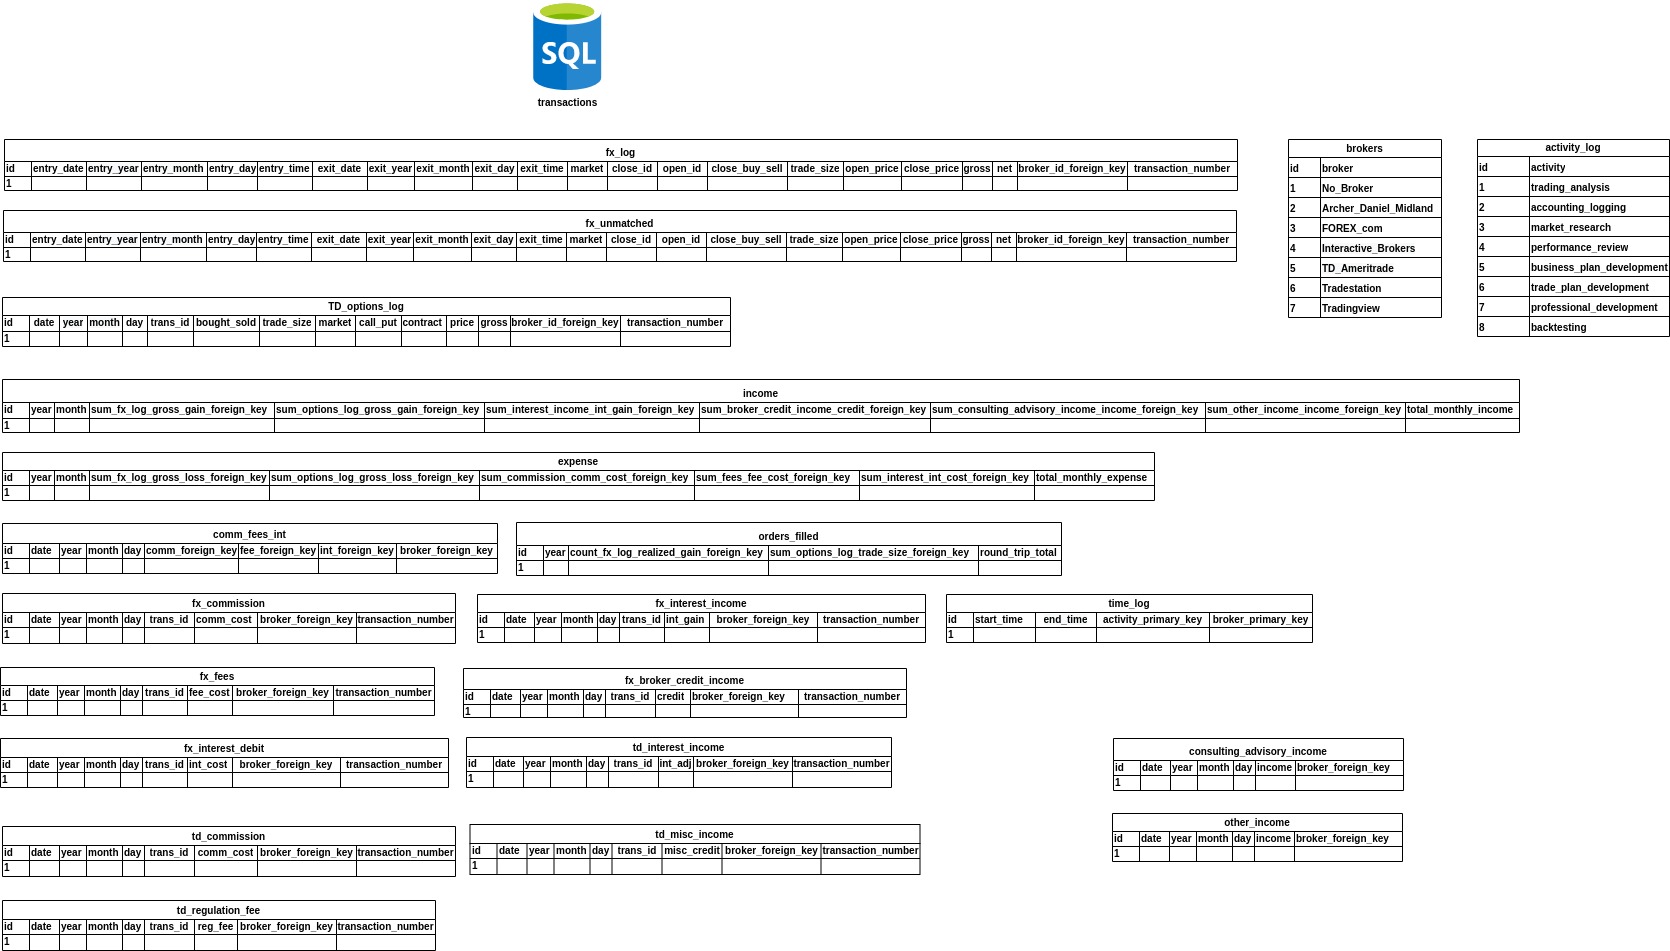 SQL
transactions
fx_log
id entry_date entry_year entry_month entry_day entry_time exit_date exit_year exit_month exit_day exit_time market close_id open_id close_buy_sell trade_size open_price close_price gross net broker_id_foreign_key transaction_number
1
fx_unmatched
id entry_date entry_year entry_month entry_day entry_time exit_date exit_year exit_month exit_day exit_time market close_id open_id close_buy_sell trade_size open_price close_price gross net broker_id_foreign_key transaction_number
1
brokers
id broker
1 No_Broker
2 Archer_Daniel_Midland
3 FOREX_com
4 Interactive_Brokers
5 TD_Ameritrade
6 Tradestation
7 Tradingview
activity_log
id activity
1 trading_analysis
2 accounting_logging
3 market_research
4 performance_review
5 business_plan_development
6 trade_plan_development
7 professional_development
8 backtesting
TD_options_log
id date year month day trans_id bought_sold trade_size market call_put contract price gross broker_id_foreign_key transaction_number
1
income
id year month sum_fx_log_gross_gain_foreign_key sum_options_log_gross_gain_foreign_key sum_interest_income_int_gain_foreign_key sum_broker_credit_income_credit_foreign_key sum_consulting_advisory_income_income_foreign_key sum_other_income_income_foreign_key total_monthly_income
1
expense
id year month sum_fx_log_gross_loss_foreign_key sum_options_log_gross_loss_foreign_key sum_commission_comm_cost_foreign_key sum_fees_fee_cost_foreign_key sum_interest_int_cost_foreign_key total_monthly_expense
1
comm_fees_int
id date year month day comm_foreign_key fee_foreign_key int_foreign_key broker_foreign_key
1
orders_filled
id year count_fx_log_realized_gain_foreign_key sum_options_log_trade_size_foreign_key round_trip_total
1
fx_commission
id date year month day trans_id comm_cost broker_foreign_key transaction_number
1
fx_interest_income
id date year month day trans_id int_gain broker_foreign_key transaction_number
1
time_log
id start_time end_time activity_primary_key broker_primary_key
1
fx_fees
id date year month day trans_id fee_cost broker_foreign_key transaction_number
1
fx_broker_credit_income
id date year month day trans_id credit broker_foreign_key transaction_number
1
fx_interest_debit
id date year month day trans_id int_cost broker_foreign_key transaction_number
1
td_interest_income
id date year month day trans_id int_adj broker_foreign_key transaction_number
1
consulting_advisory_income
id date year month day income broker_foreign_key
1
td_commission
id date year month day trans_id comm_cost broker_foreign_key transaction_number
1
td_misc_income
id date year month day trans_id misc_credit broker_foreign_key transaction_number
1
other_income
id date year month day income broker_foreign_key
1
td_regulation_fee
id date year month day trans_id reg_fee broker_foreign_key transaction_number
1